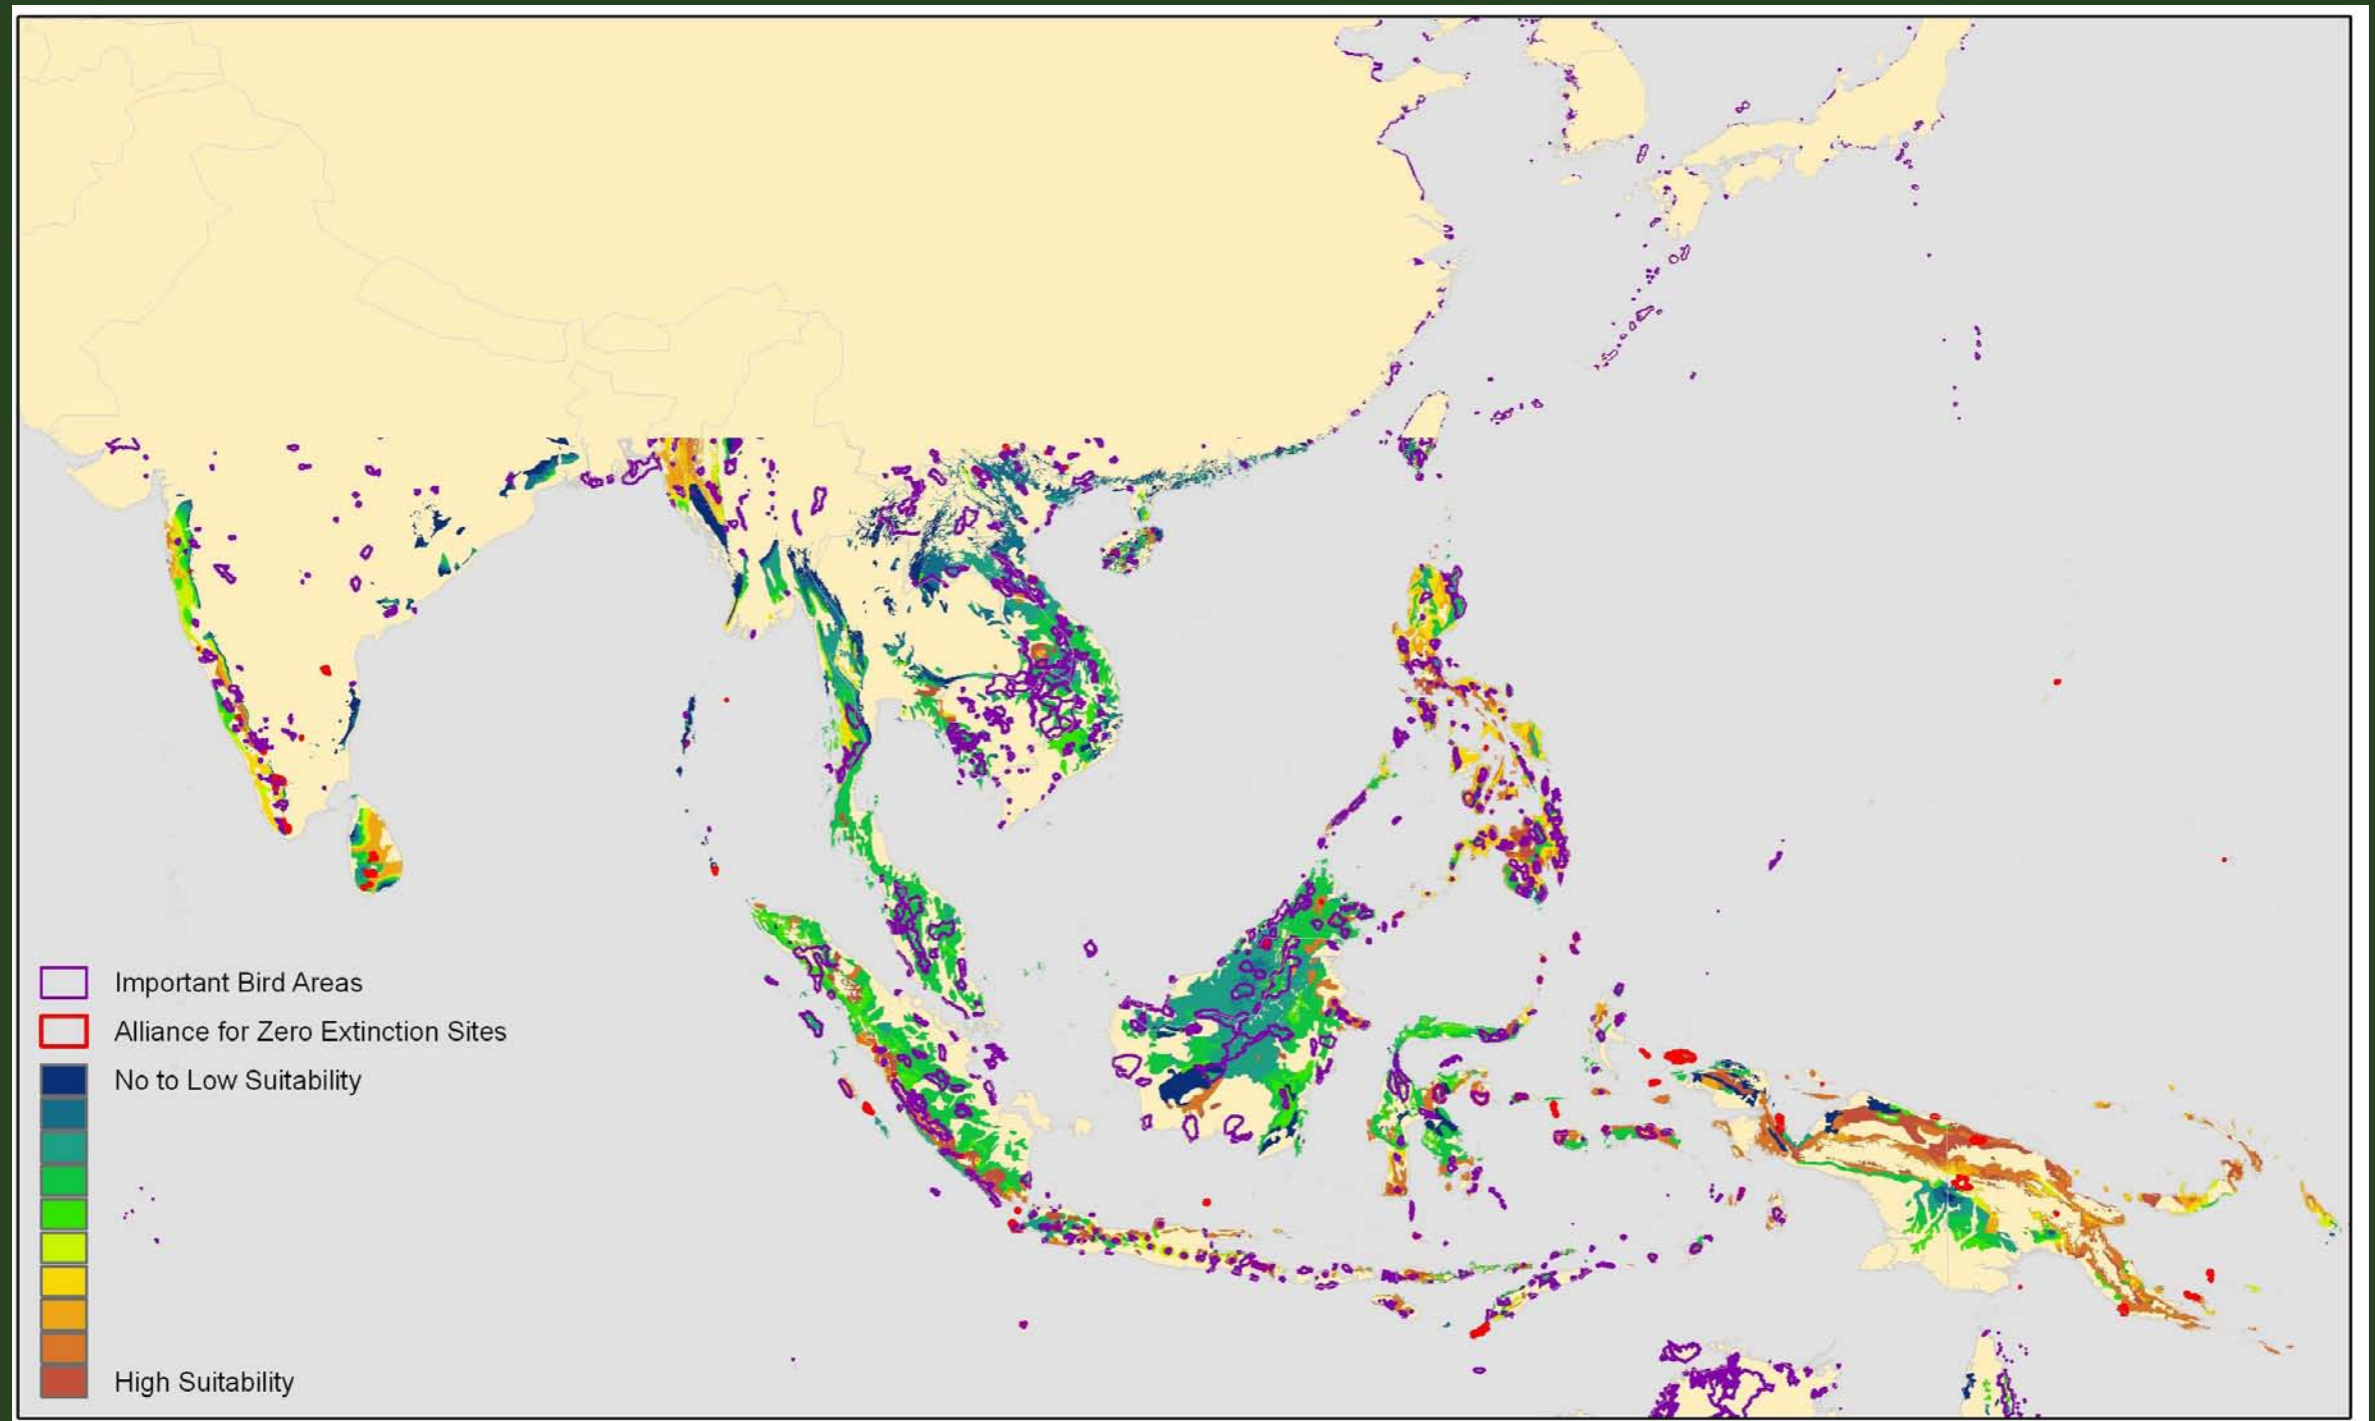 Important Bird Areas
Alliance for Zero Extinction Sites
No to Low Suitability
High Suitability